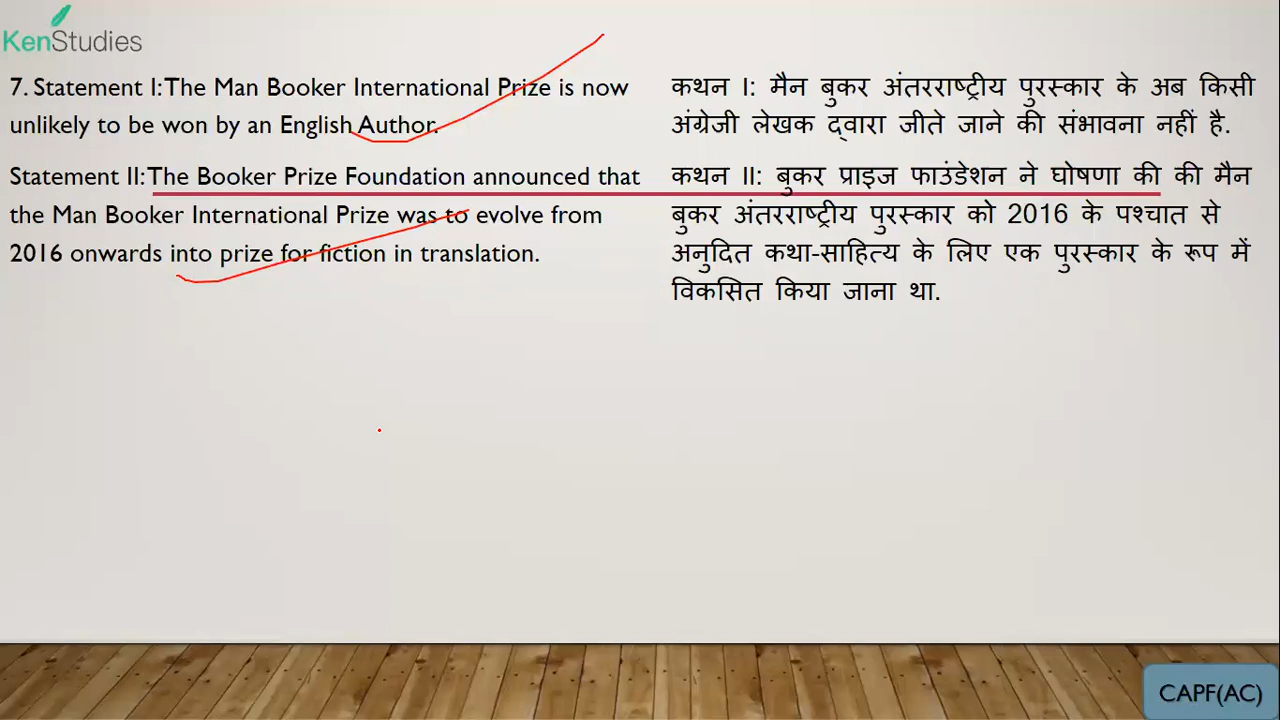 KenStudies
7. Statement I:The Man Booker International Prize is now
unlikely to be won by an English Author.
Statement II:The Booker Prize Foundation announced that
the Man Booker International Prize was to evolve from
2016 onwards into prize for fiction in translation.
कथन I: मैन बुकर अंतरराष्ट्रीय पुरस्कार के अब किसी
अंग्रेजी लेखक द्वारा जीते जाने की संभावना नहीं है.
कथन II: बुकर प्राइज फाउंडेशन ने घोषणा की की मैन
बुकर अंतरराष्ट्रीय पुरस्कार को 2016 के पश्चात से
अनुदित कथा-साहित्य के लिए एक पुरस्कार के रूप में
विकसित किया जाना था.
CAPF(AC)